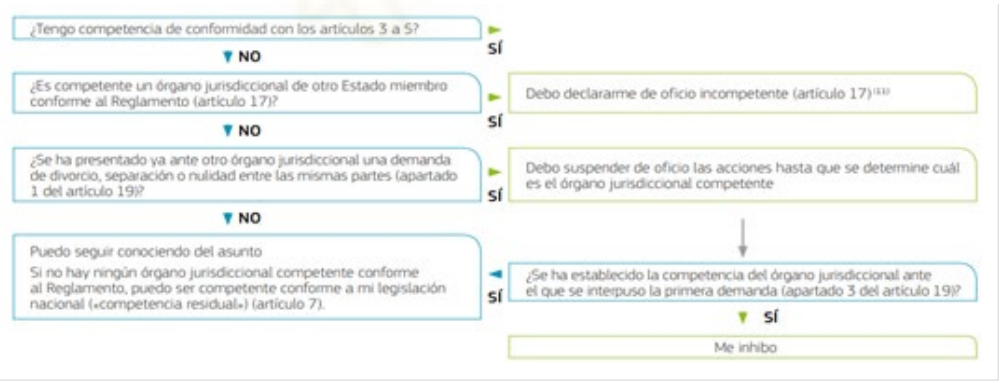 ¿Tengo competencia de conformidad con los artículos 3 a 5?
SÍ
NO
¿Es competente un órgano jurisdiccional de otro Estado miembro
conforme al Reglamento (artículo 17)?
SÍ
Debo declararme de oficio incompetente (artículo 17)⁽¹¹⁾
NO
¿Se ha presentado ya ante otro órgano jurisdiccional una demanda
de divorcio, separación o nulidad entre las mismas partes (apartado
1 del artículo 19)?
SÍ
Debo suspender de oficio las acciones hasta que se determine cuál
es el órgano jurisdiccional competente
NO
Puedo seguir conociendo del asunto
Si no hay ningún órgano jurisdiccional competente conforme
al Reglamento, puedo ser competente conforme a mi legislación
nacional («competencia residual») (artículo 7).
SÍ
¿Se ha establecido la competencia del órgano jurisdiccional ante
el que se interpuso la primera demanda (apartado 3 del artículo 19)?
SÍ
Me inhibo